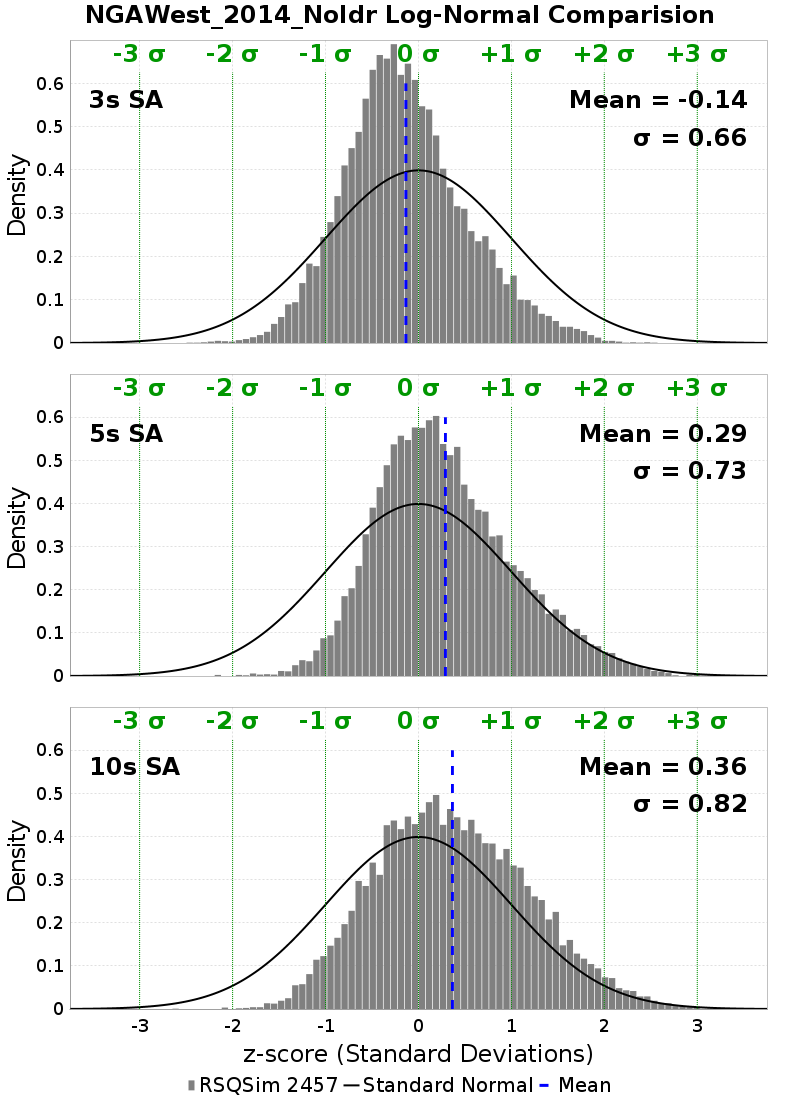 NGAWest_2014_NoIdr Log-Normal Comparision
-3 σ -2 σ -1 σ 0 σ +1 σ +2 σ +3 σ
3s SA
Mean = -0.14
σ = 0.66
Density
0.6
0.5
0.4
0.3
0.2
0.1
0
-3 σ -2 σ -1 σ 0 σ +1 σ +2 σ +3 σ
5s SA
Mean = 0.29
σ = 0.73
Density
0.6
0.5
0.4
0.3
0.2
0.1
0
-3 σ -2 σ -1 σ 0 σ +1 σ +2 σ +3 σ
10s SA
Mean = 0.36
σ = 0.82
Density
0.6
0.5
0.4
0.3
0.2
0.1
0
-3 -2 -1 0 1 2 3
z-score (Standard Deviations)
RSQSim 2457 Standard Normal Mean